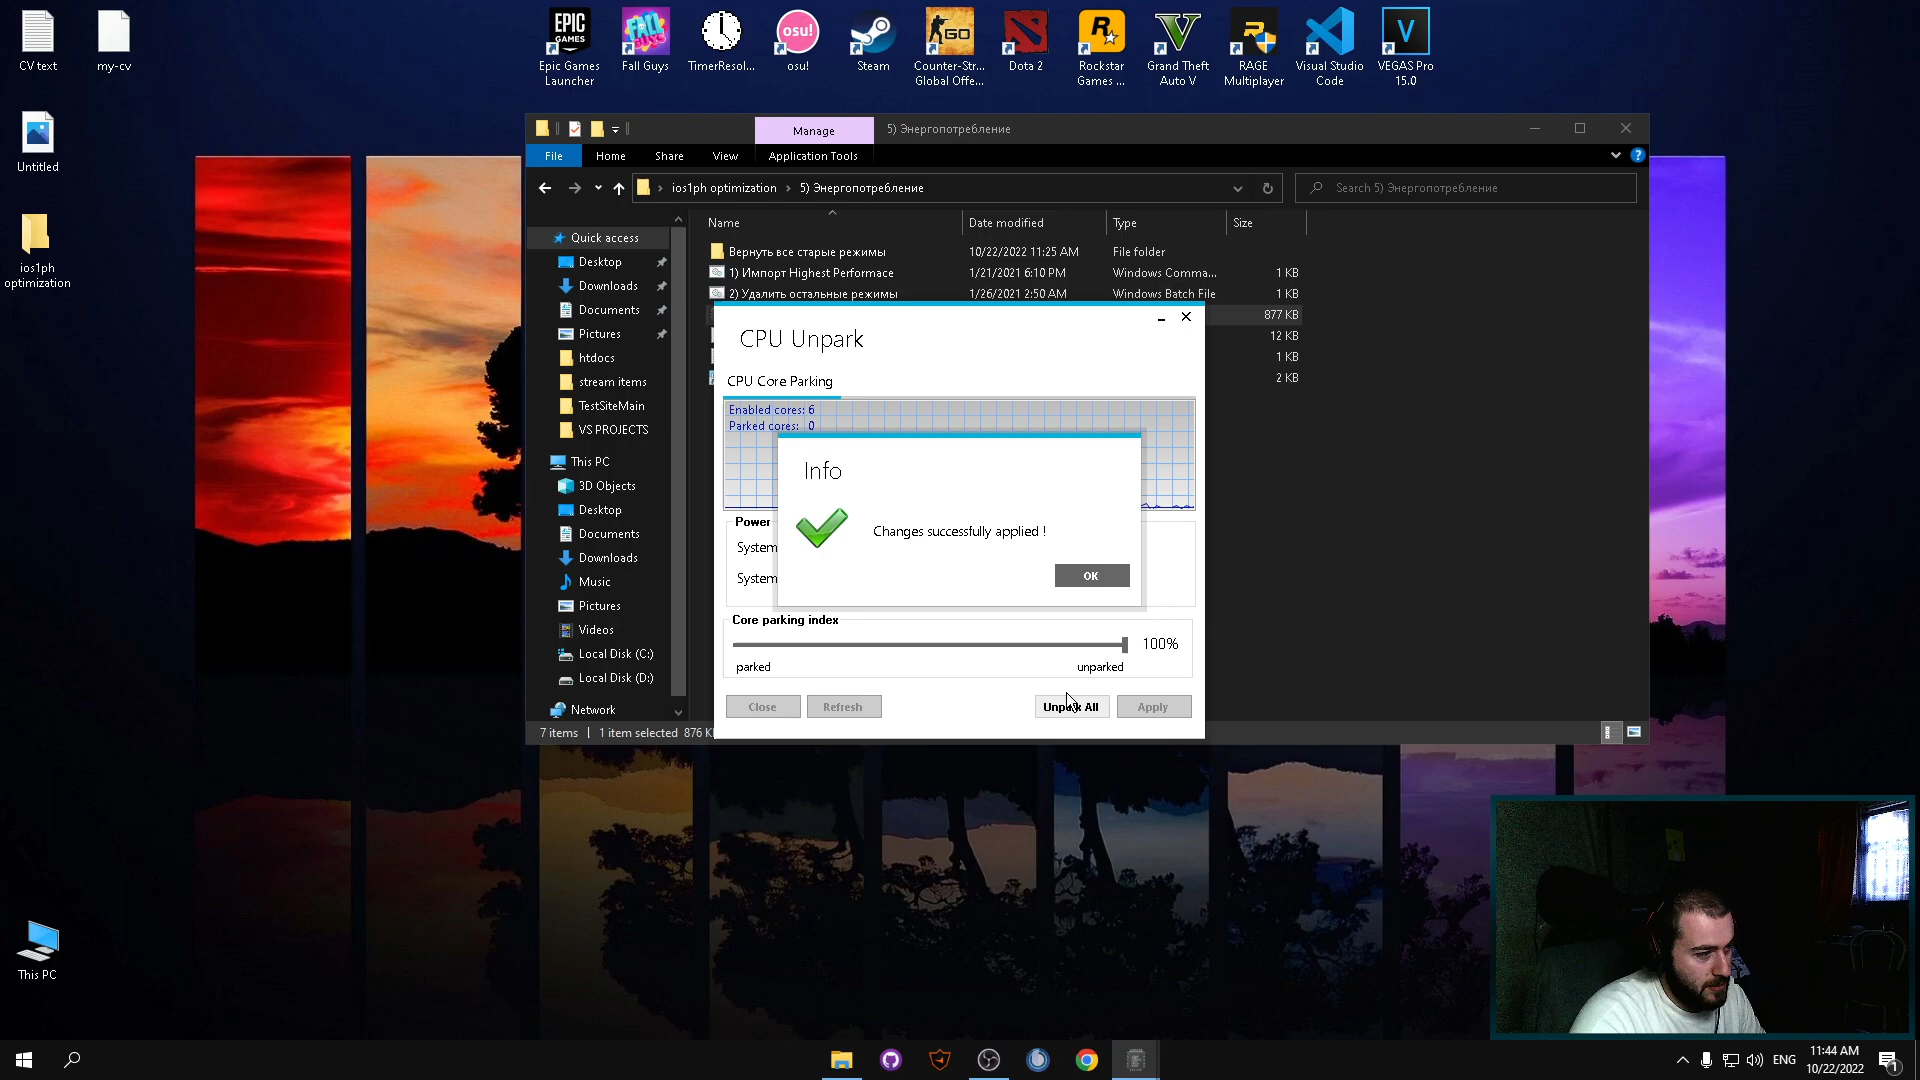 CV text
my-cv
Untitled
ios1ph
optimization
This PC
EPIC
GAMES
Epic Games
Launcher
FALL
GUYS
Fall Guys
TimerResol...
osu!
osu!
Steam
GO
Counter-Str...
Global Offe...
Dota 2
R
Rockstar
Games ...
V
Grand Theft
Auto V
R
RAGE
Multiplayer
Visual Studio
Code
V
VEGAS Pro
15.0
Manage
5) Энергопотребление
File
Home
Share
View
Application Tools
ios1ph optimization
5) Энергопотребление
Search 5) Энергопотребление
Name
Date modified
Type
Size
Quick access
Desktop
Downloads
Documents
Pictures
htdocs
stream items
TestSiteMain
VS PROJECTS
This PC
3D Objects
Desktop
Documents
Downloads
Music
Pictures
Videos
Local Disk (C:)
Local Disk (D:)
Network
Вернуть все старые режимы 10/22/2022 11:25 AM File folder
1) Импорт Highest Performace 1/21/2021 6:10 PM Windows Comma... 1 KB
2) Удалить остальные режимы 1/26/2021 2:50 AM Windows Batch File 1 KB
877 KB
12 KB
1 KB
2 KB
CPU Unpark
CPU Core Parking
Enabled cores: 6
Parked cores: 0
Info
Changes successfully applied !
OK
Power
System
System
Core parking index
100%
parked
unparked
Close
Refresh
Unpark All
Apply
7 items
1 item selected 876 K
ENG
11:44 AM
10/22/2022
1